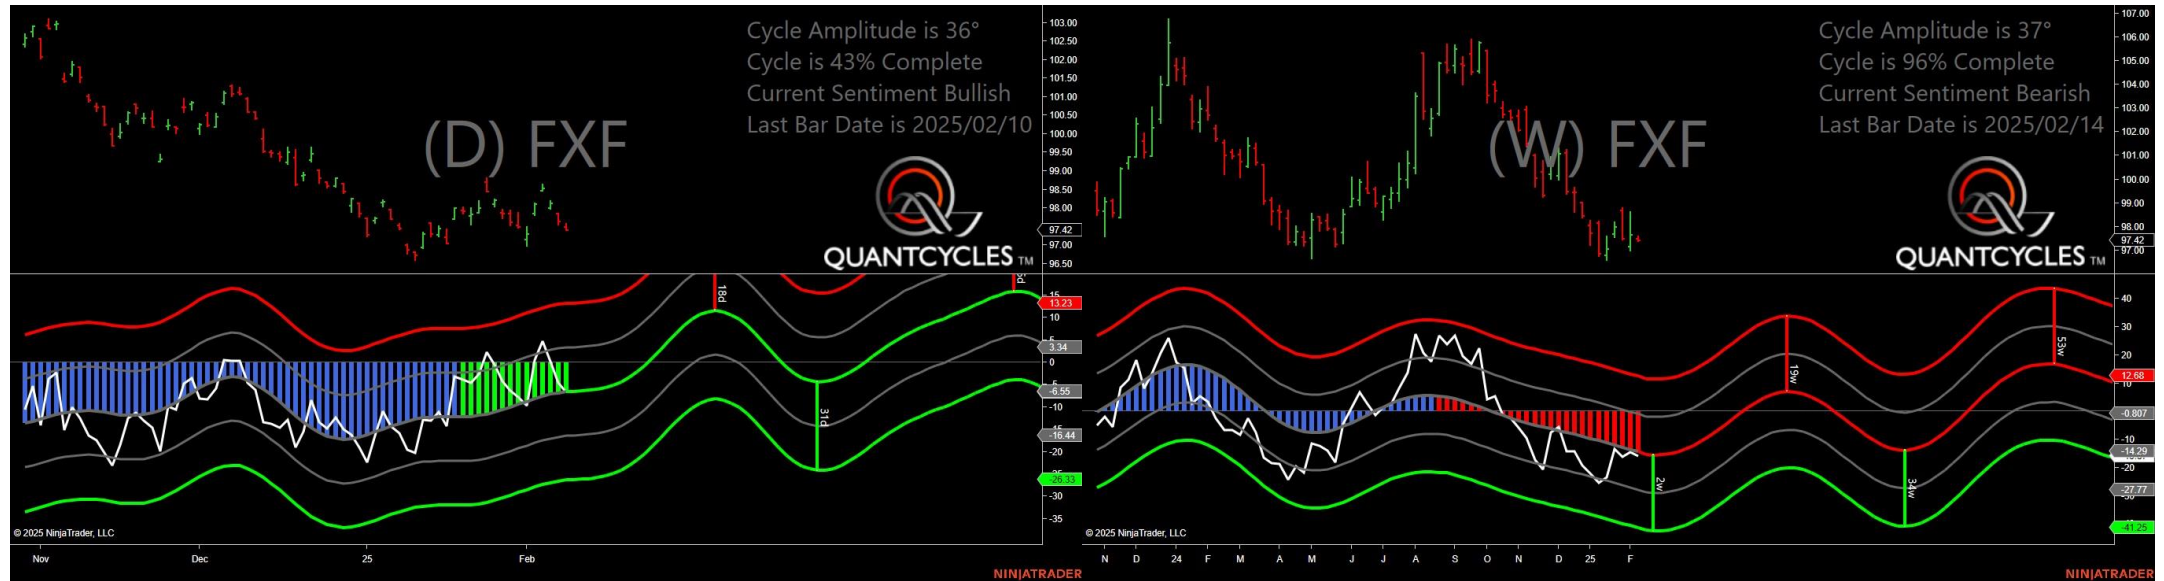 Cycle Amplitude is 36°
Cycle is 43% Complete
Current Sentiment Bullish
Last Bar Date is 2025/02/10
(D) FXF
QUANTCYCLES TM
103.00
102.50
102.00
101.50
101.00
100.50
100.00
99.50
99.00
98.50
98.00
97.42
97.00
96.50
18d
31d
15
13.23
10
3.34
0
-6.55
-10
-16.44
-20
-26.33
-30
-35
© 2025 NinjaTrader, LLC
Nov
Dec
25
Feb
NINJATRADER
Cycle Amplitude is 37°
Cycle is 96% Complete
Current Sentiment Bearish
Last Bar Date is 2025/02/14
(W) FXF
QUANTCYCLES TM
107.00
106.00
105.00
104.00
103.00
102.00
101.00
100.00
99.00
98.00
97.42
97.00
2w
19w
34w
53w
40
30
20
12.68
10
-0.807
-10
-14.29
-20
-27.77
-41.25
© 2025 NinjaTrader, LLC
N
D
24
F
M
A
M
J
J
A
S
O
N
D
25
F
NINJATRADER